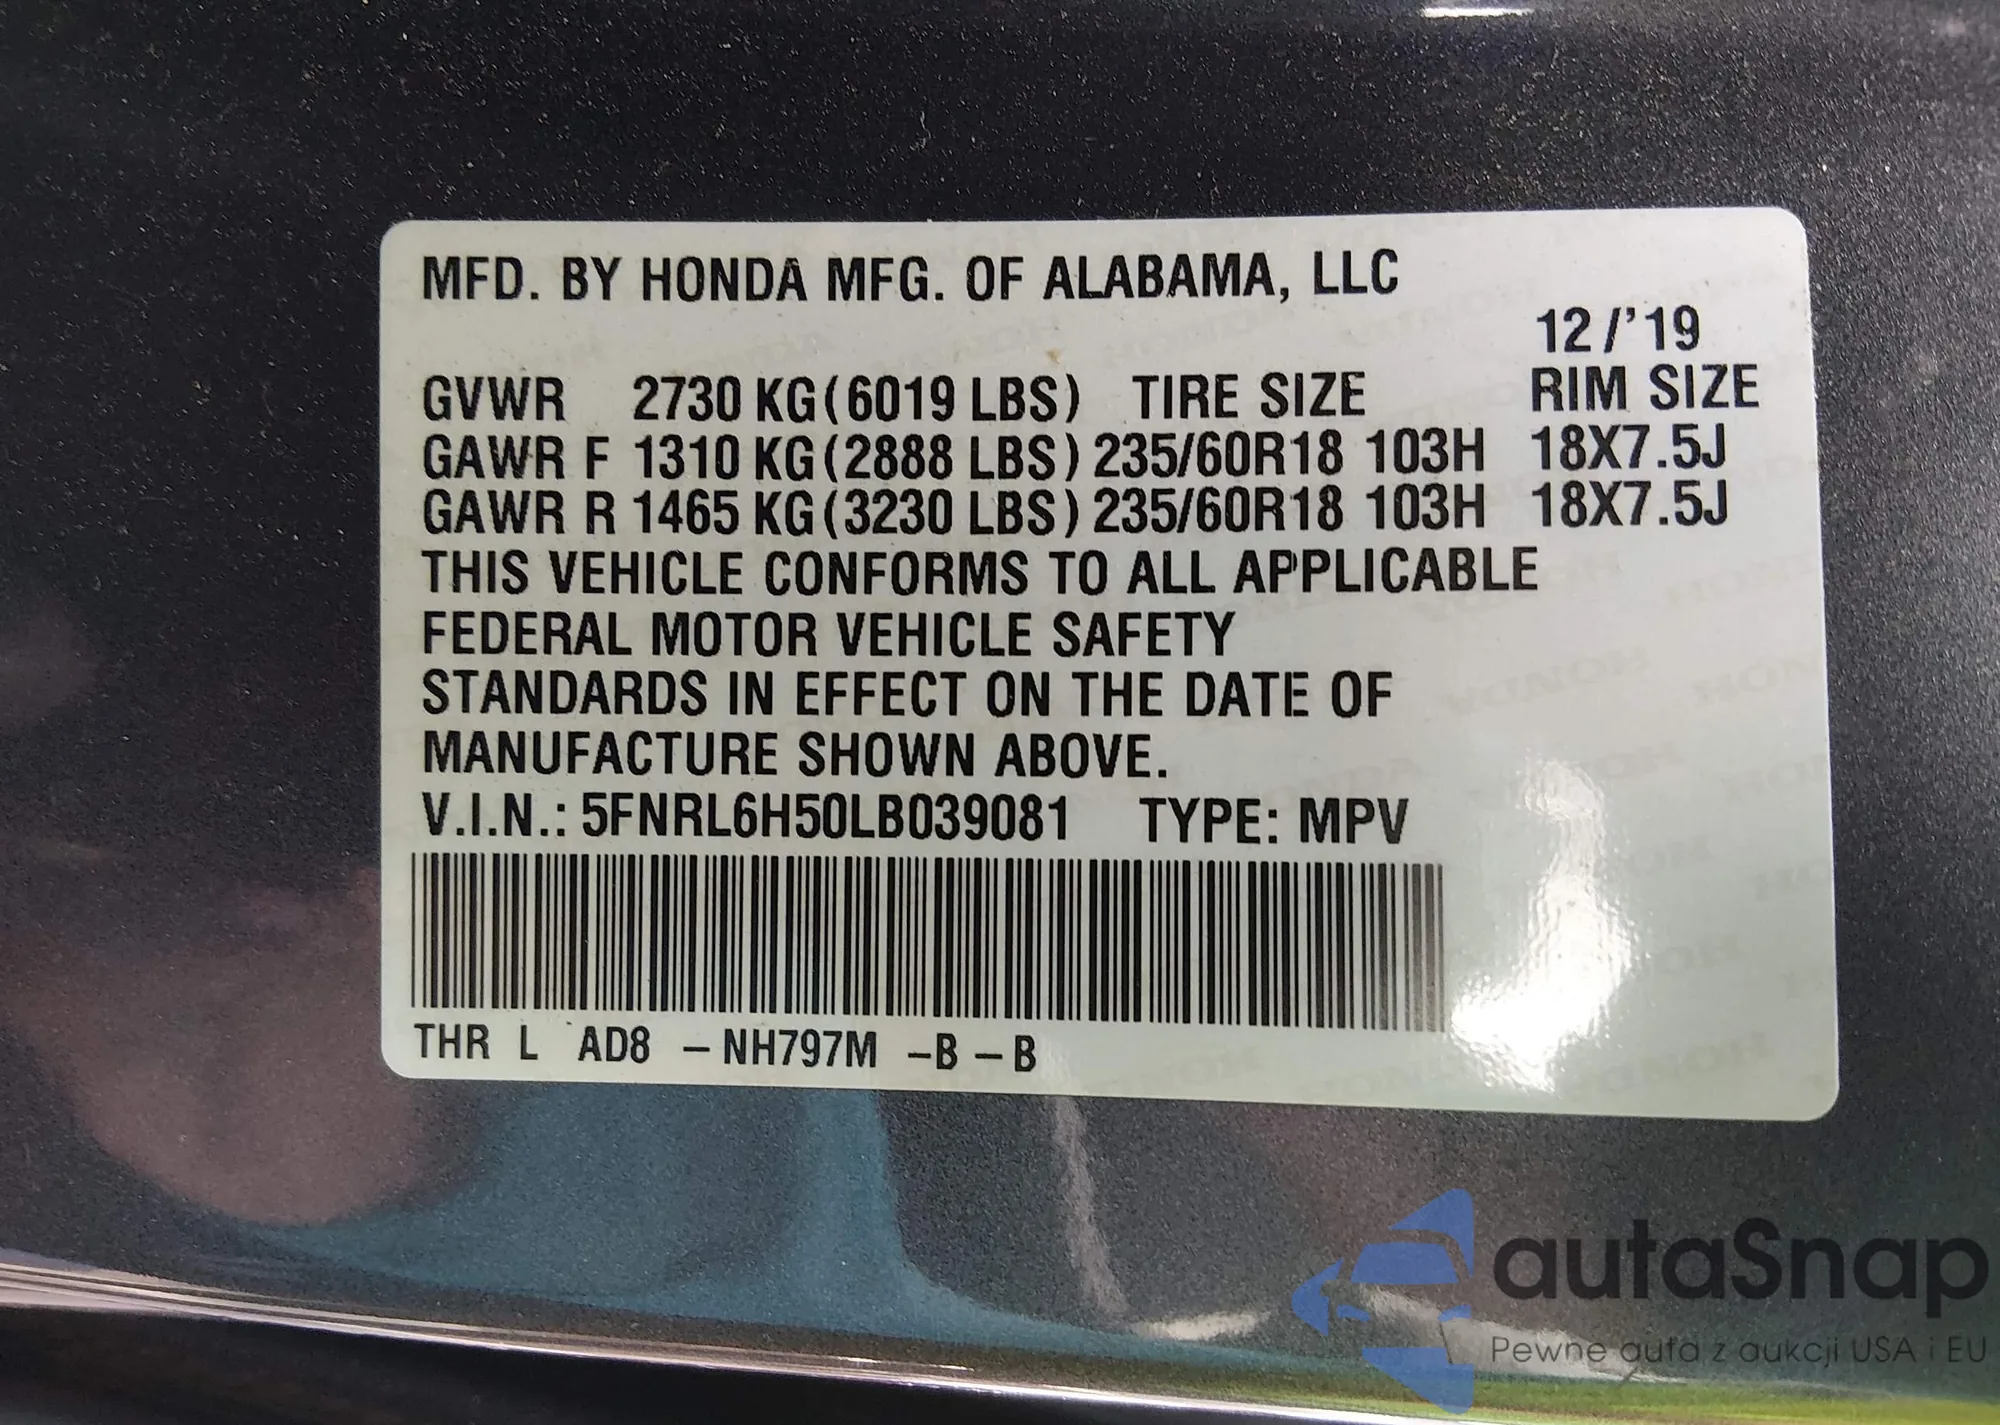 MFD. BY HONDA MFG. OF ALABAMA, LLC
12/'19
GVWR 2730 KG(6019 LBS) TIRE SIZE RIM SIZE
GAWR F 1310 KG(2888 LBS) 235/60R18 103H 18X7.5J
GAWR R 1465 KG(3230 LBS) 235/60R18 103H 18X7.5J
THIS VEHICLE CONFORMS TO ALL APPLICABLE
FEDERAL MOTOR VEHICLE SAFETY
STANDARDS IN EFFECT ON THE DATE OF
MANUFACTURE SHOWN ABOVE.
V.I.N.: 5FNRL6H50LB039081 TYPE: MPV
THR L AD8 -NH797M -B -B
autaSnap
Pewne auta z aukcji USA i EU